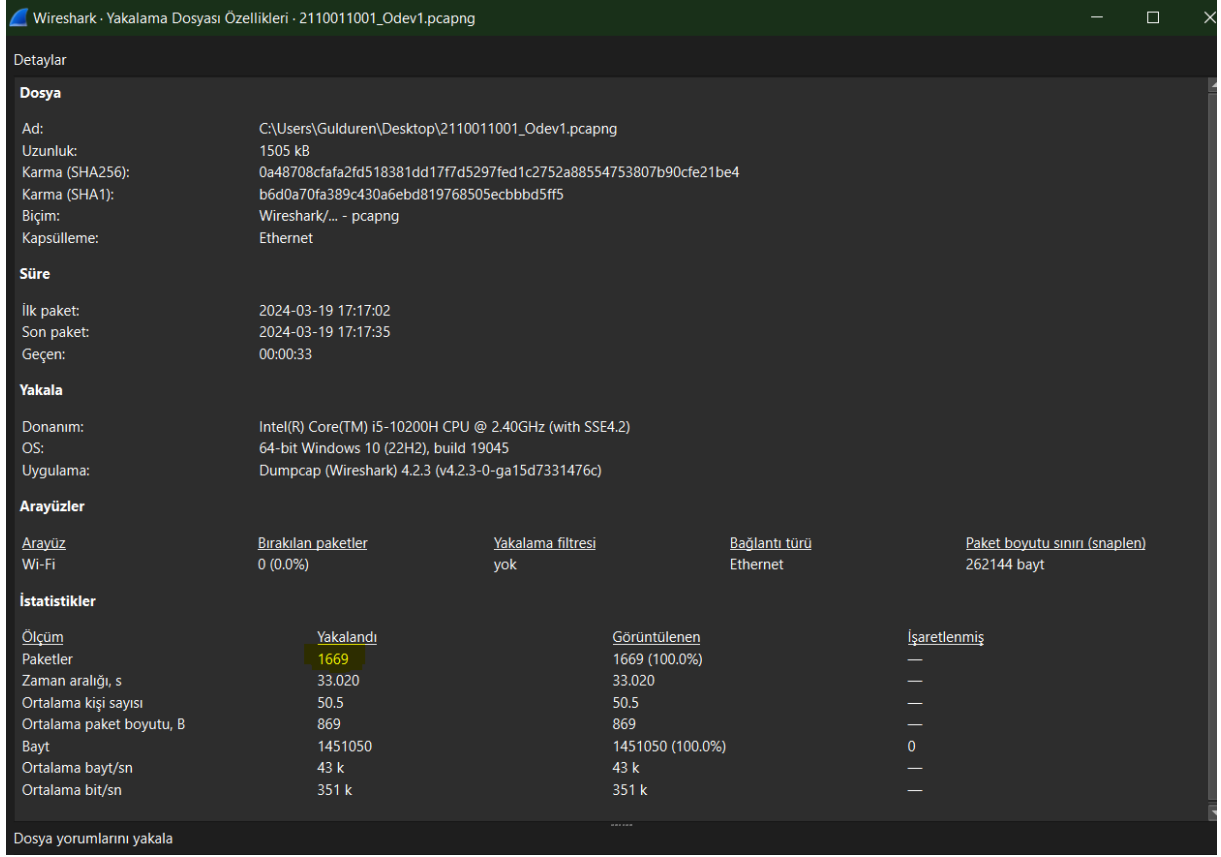 Wireshark · Yakalama Dosyası Özellikleri · 2110011001_Odev1.pcapng
Detaylar
Dosya
Ad: C:\Users\Gulduren\Desktop\2110011001_Odev1.pcapng
Uzunluk: 1505 kB
Karma (SHA256): 0a48708cfafa2fd518381dd17f7d5297fed1c2752a88554753807b90cfe21be4
Karma (SHA1): b6d0a70fa389c430a6ebd819768505ecbbbd5ff5
Biçim: Wireshark/... - pcapng
Kapsülleme: Ethernet
Süre
İlk paket: 2024-03-19 17:17:02
Son paket: 2024-03-19 17:17:35
Geçen: 00:00:33
Yakala
Donanım: Intel(R) Core(TM) i5-10200H CPU @ 2.40GHz (with SSE4.2)
OS: 64-bit Windows 10 (22H2), build 19045
Uygulama: Dumpcap (Wireshark) 4.2.3 (v4.2.3-0-ga15d7331476c)
Arayüzler
Arayüz Bırakılan paketler Yakalama filtresi Bağlantı türü Paket boyutu sınırı (snaplen)
Wi-Fi 0 (0.0%) yok Ethernet 262144 bayt
İstatistikler
Ölçüm Yakalandı Görüntülenen İşaretlenmiş
Paketler 1669 1669 (100.0%) —
Zaman aralığı, s 33.020 33.020 —
Ortalama kişi sayısı 50.5 50.5 —
Ortalama paket boyutu, B 869 869 —
Bayt 1451050 1451050 (100.0%) 0
Ortalama bayt/sn 43 k 43 k —
Ortalama bit/sn 351 k 351 k —
Dosya yorumlarını yakala